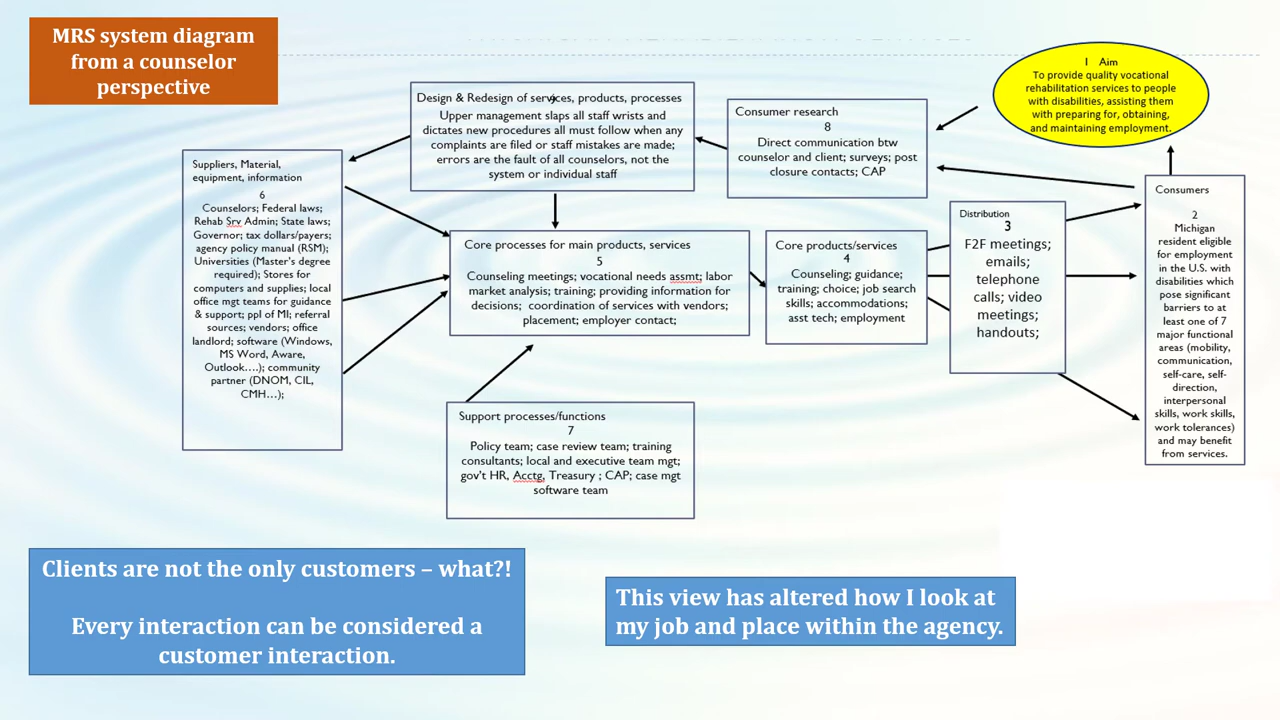 MRS system diagram
from a counselor
perspective
1 Aim
To provide quality vocational
rehabilitation services to people
with disabilities, assisting them
with preparing for, obtaining,
and maintaining employment.
Design & Redesign of services, products, processes
9
Upper management slaps all staff wrists and
dictates new procedures all must follow when any
complaints are filed or staff mistakes are made;
errors are the fault of all counselors, not the
system or individual staff
Consumer research
8
Direct communication btw
counselor and client; surveys; post
closure contacts; CAP
Suppliers, Material,
equipment, information
6
Counselors; Federal laws;
Rehab Srv Admin; State laws;
Governor; tax dollars/payers;
agency policy manual (RSM);
Universities (Master's degree
required); Stores for
computers and supplies; local
office mgt teams for guidance
& support; ppl of MI; referral
sources; vendors; office
landlord; software (Windows,
MS Word, Aware,
Outlook….); community
partner (DNOM, CIL,
CMH…);
Core processes for main products, services
5
Counseling meetings; vocational needs assmt; labor
market analysis; training; providing information for
decisions; coordination of services with vendors;
placement; employer contact;
Core products/services
4
Counseling; guidance;
training; choice; job search
skills; accommodations;
asst tech; employment
Distribution
3
F2F meetings;
emails;
telephone
calls; video
meetings;
handouts;
Consumers
2
Michigan
resident eligible
for employment
in the U.S. with
disabilities which
pose significant
barriers to at
least one of 7
major functional
areas (mobility,
communication,
self-care, self-
direction,
interpersonal
skills, work skills,
work tolerances)
and may benefit
from services.
Support processes/functions
7
Policy team; case review team; training
consultants; local and executive team mgt;
gov't HR, Acctg, Treasury ; CAP; case mgt
software team
Clients are not the only customers – what?!
Every interaction can be considered a
customer interaction.
This view has altered how I look at
my job and place within the agency.